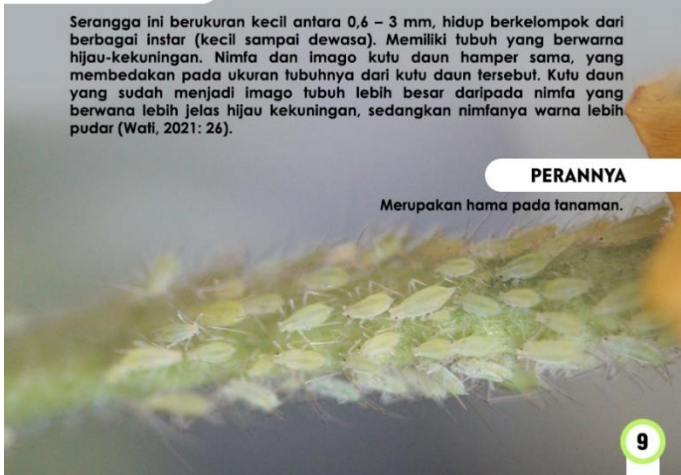 Serangga ini berukuran kecil antara 0,6 – 3 mm, hidup berkelompok dari
berbagai instar (kecil sampai dewasa). Memiliki tubuh yang berwarna
hijau-kekuningan. Nimfa dan imago kutu daun hamper sama, yang
membedakan pada ukuran tubuhnya dari kutu daun tersebut. Kutu daun
yang sudah menjadi imago tubuh lebih besar daripada nimfa yang
berwana lebih jelas hijau kekuningan, sedangkan nimfanya warna lebih
pudar (Wati, 2021: 26).
PERANNYA
Merupakan hama pada tanaman.
9